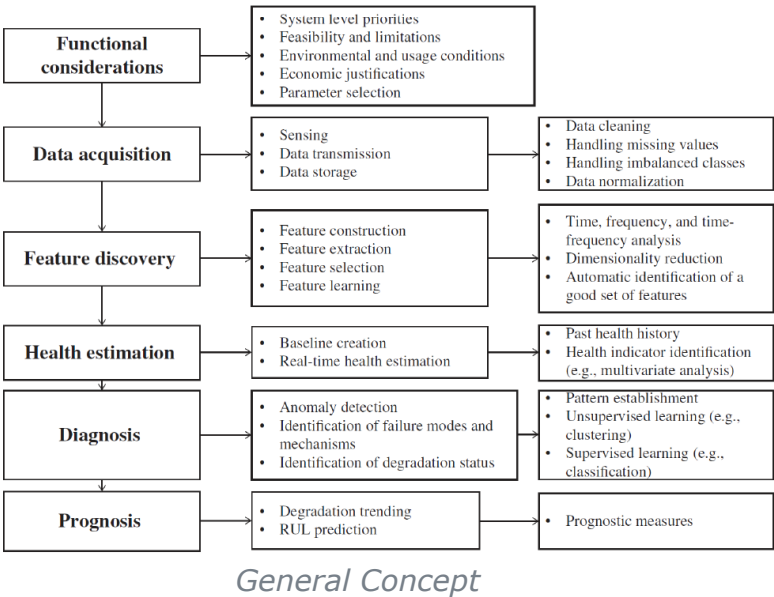 Functional
considerations
• System level priorities
• Feasibility and limitations
• Environmental and usage conditions
• Economic justifications
• Parameter selection
Data acquisition
• Sensing
• Data transmission
• Data storage
• Data cleaning
• Handling missing values
• Handling imbalanced classes
• Data normalization
Feature discovery
• Feature construction
• Feature extraction
• Feature selection
• Feature learning
• Time, frequency, and time-
frequency analysis
• Dimensionality reduction
• Automatic identification of a
good set of features
Health estimation
• Baseline creation
• Real-time health estimation
• Past health history
• Health indicator identification
(e.g., multivariate analysis)
Diagnosis
• Anomaly detection
• Identification of failure modes and
mechanisms
• Identification of degradation status
• Pattern establishment
• Unsupervised learning (e.g.,
clustering)
• Supervised learning (e.g.,
classification)
Prognosis
• Degradation trending
• RUL prediction
• Prognostic measures
General Concept